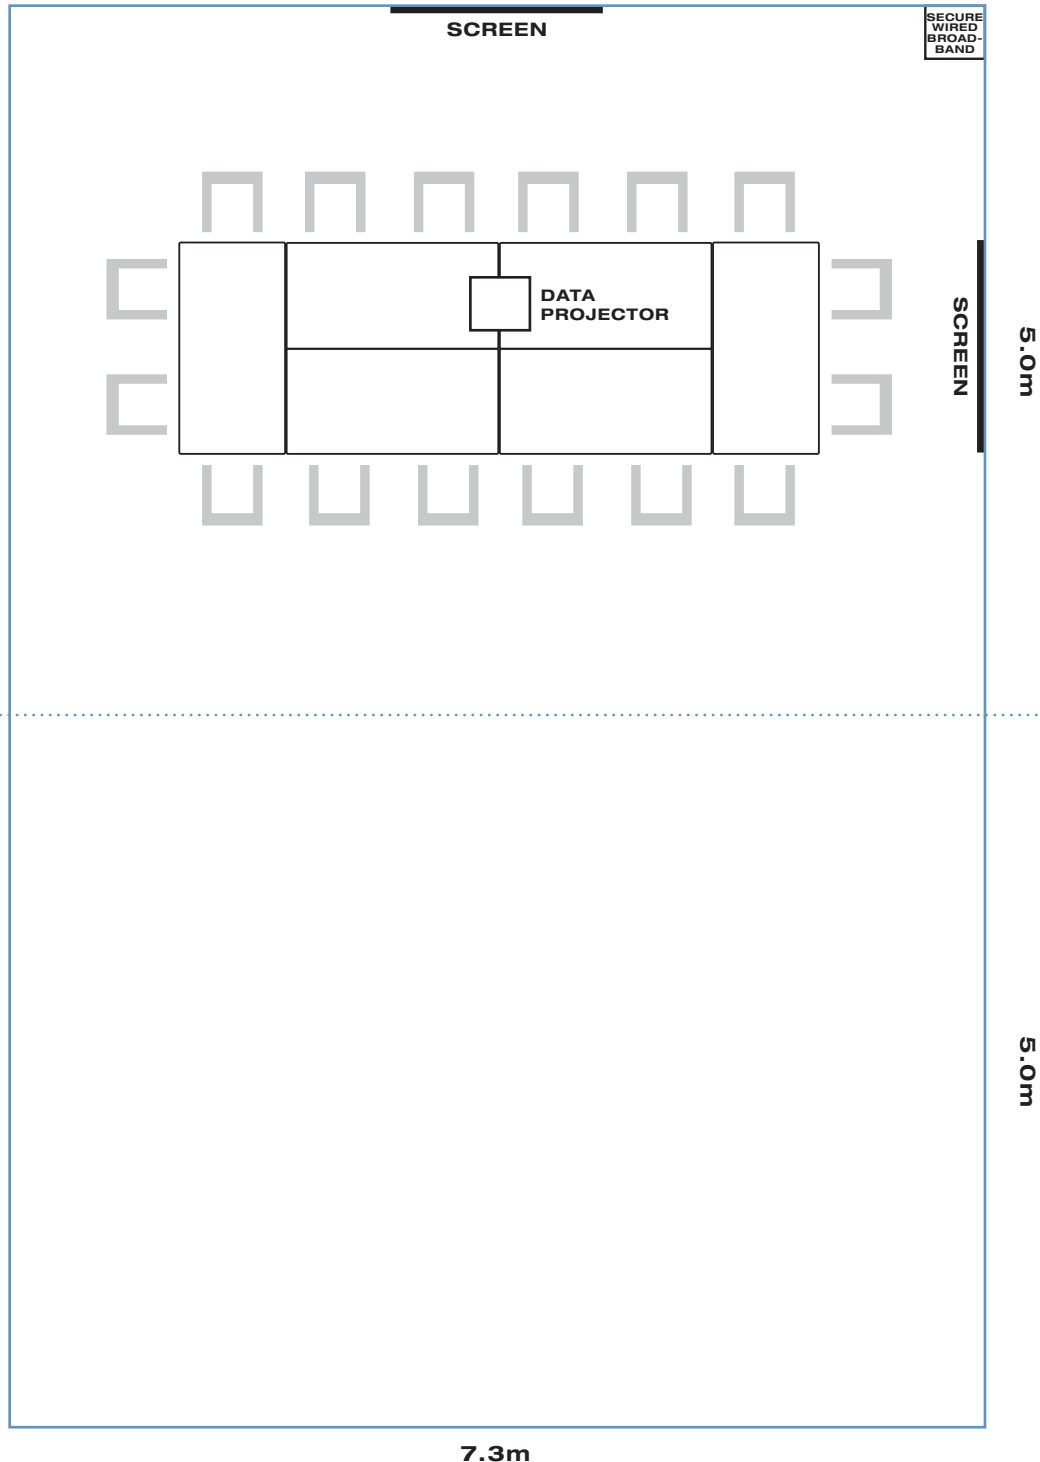 SCREEN
SECURE
WIRED
BROAD-
BAND
DATA
PROJECTOR
SCREEN
5.0m
5.0m
7.3m